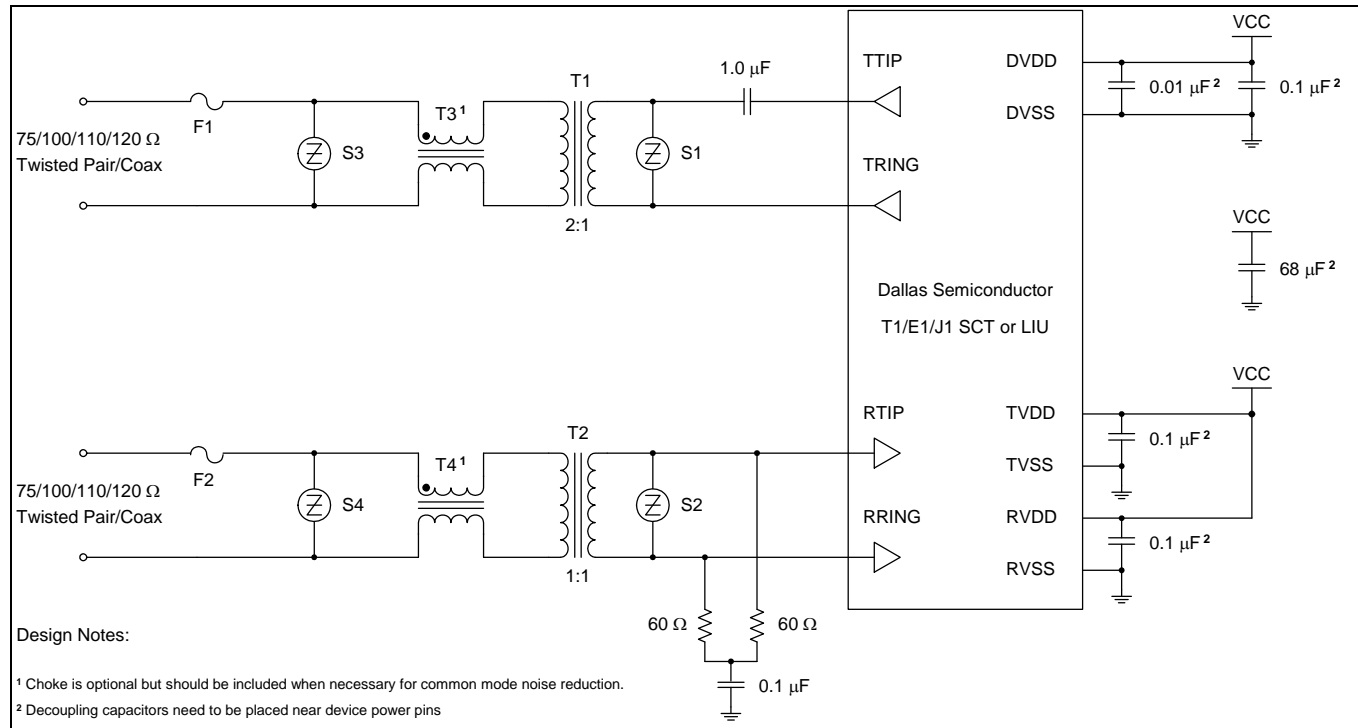 VCC
1.0 µF
TTIP
DVDD
T1
0.01 µF²
0.1 µF²
F1
T3¹
DVSS
75/100/110/120 Ω
Twisted Pair/Coax
S3
S1
TRING
2:1
VCC
68 µF²
Dallas Semiconductor
T1/E1/J1 SCT or LIU
VCC
RTIP
TVDD
T2
0.1 µF²
F2
T4¹
TVSS
75/100/110/120 Ω
Twisted Pair/Coax
S4
S2
RRING
RVDD
0.1 µF²
1:1
RVSS
60 Ω
60 Ω
Design Notes:
0.1 µF
¹ Choke is optional but should be included when necessary for common mode noise reduction.
² Decoupling capacitors need to be placed near device power pins